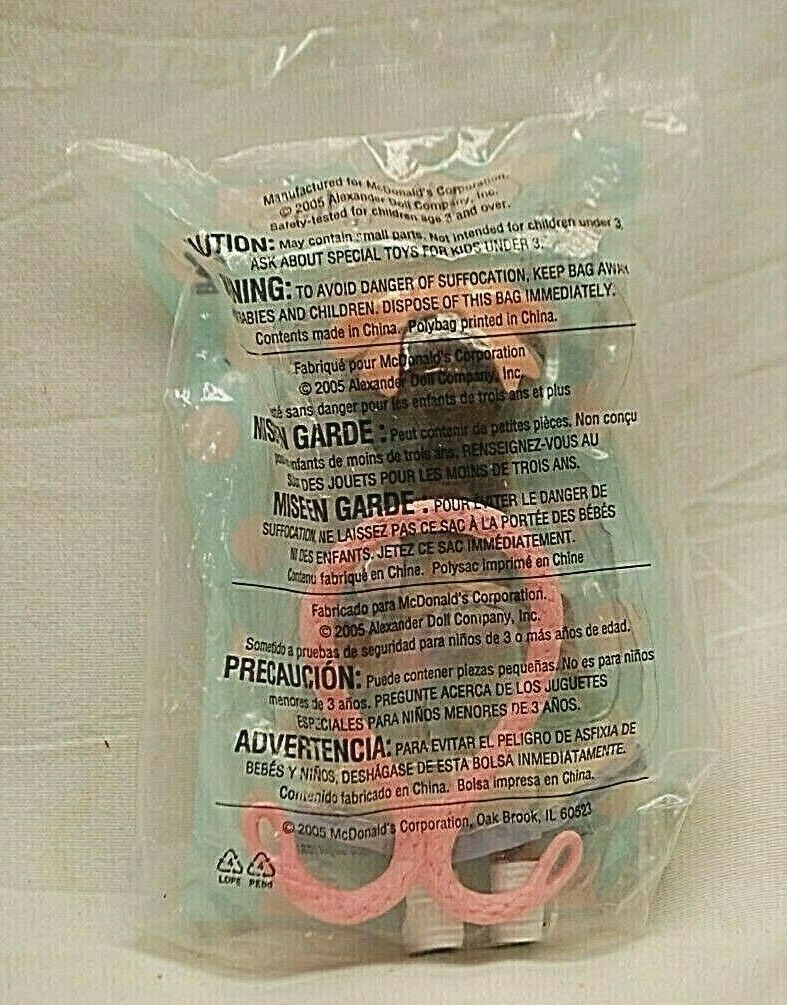 Manufactured for McDonald's Corporation.
© 2005 Alexander Doll Company, Inc.
Safety-tested for children age 3 and over.
UTION: May contain small parts. Not intended for children under 3.
ASK ABOUT SPECIAL TOYS FOR KIDS UNDER 3.
NING: TO AVOID DANGER OF SUFFOCATION, KEEP BAG AWAY
BABIES AND CHILDREN. DISPOSE OF THIS BAG IMMEDIATELY.
Contents made in China. Polybag printed in China.
Fabriqué pour McDonald's Corporation
© 2005 Alexander Doll Company, Inc.
sans danger pour les enfants de trois ans et plus
GARDE : Peut contenir de petites pièces. Non conçu
enfants de moins de trois ans. RENSEIGNEZ-VOUS AU
DES JOUETS POUR LES MOINS DE TROIS ANS.
MISE EN GARDE : POUR ÉVITER LE DANGER DE
SUFFOCATION, NE LAISSEZ PAS CE SAC À LA PORTÉE DES BÉBÉS
NI DES ENFANTS. JETEZ CE SAC IMMÉDIATEMENT.
Contenu fabriqué en Chine. Polysac imprimé en Chine
Fabricado para McDonald's Corporation.
© 2005 Alexander Doll Company, Inc.
Sometido a pruebas de seguridad para niños de 3 o más años de edad.
PRECAUCIÓN: Puede contener piezas pequeñas. No es para niños
menores de 3 años. PREGUNTE ACERCA DE LOS JUGUETES
ESPECIALES PARA NIÑOS MENORES DE 3 AÑOS.
ADVERTENCIA: PARA EVITAR EL PELIGRO DE ASFIXIA DE
BEBÉS Y NIÑOS, DESHÁGASE DE ESTA BOLSA INMEDIATAMENTE.
Contenido fabricado en China. Bolsa impresa en China.
© 2005 McDonald's Corporation, Oak Brook, IL 60523
4 4
LDPE PEbd